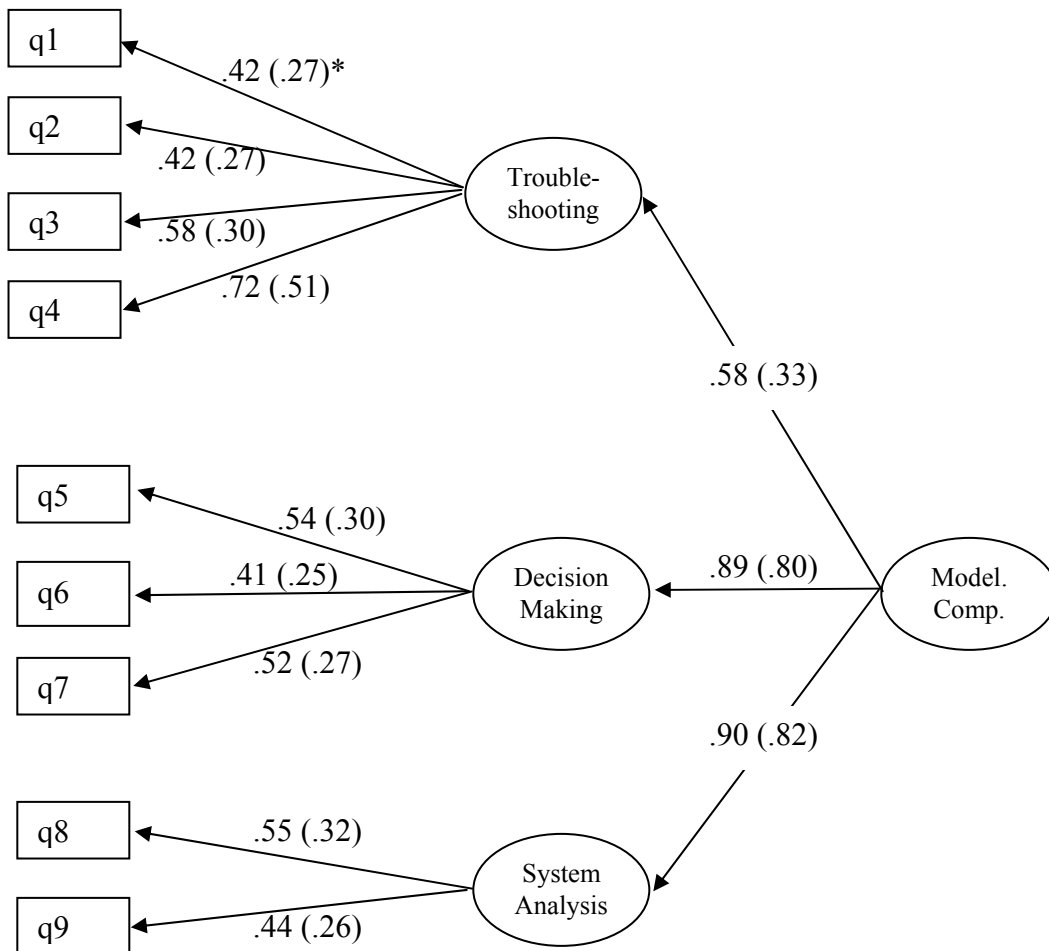 q1
.42 (.27)*
q2
.42 (.27)
q3
.58 (.30)
q4
.72 (.51)
Trouble-
shooting
.58 (.33)
q5
.54 (.30)
q6
.41 (.25)
q7
.52 (.27)
Decision
Making
.89 (.80)
Model.
Comp.
.90 (.82)
q8
.55 (.32)
q9
.44 (.26)
System
Analysis